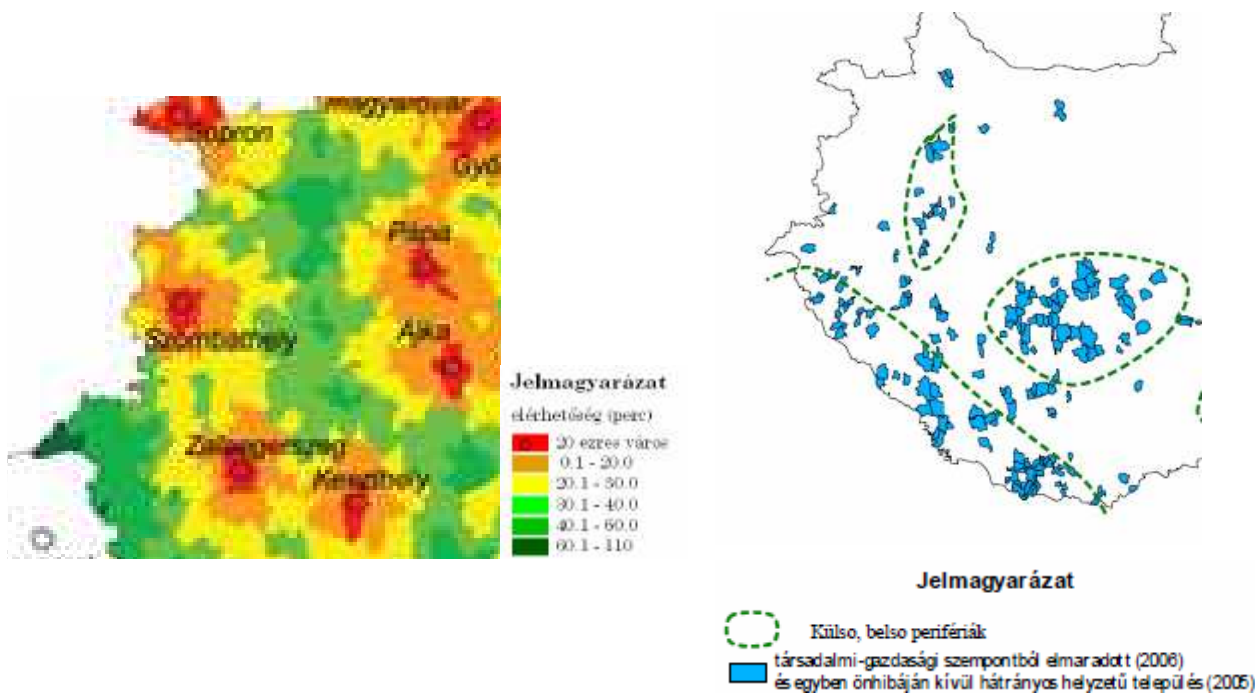 magyaróvár
Sopron
Győ
Pápa
Szombathely
Ajka
Zalaegerszeg
Keszthely
Jelmagyarázat
elérhetőség (perc)
20 ezres város
0.1 - 20.0
20.1 - 30.0
30.1 - 40.0
40.1 - 60.0
60.1 - 110
Jelmagyarázat
Külso, belso perifériák
társadalmi-gazdasági szempontból elmaradott (2006)
és egyben önhibáján kívül hátrányos helyzetű település (2005)